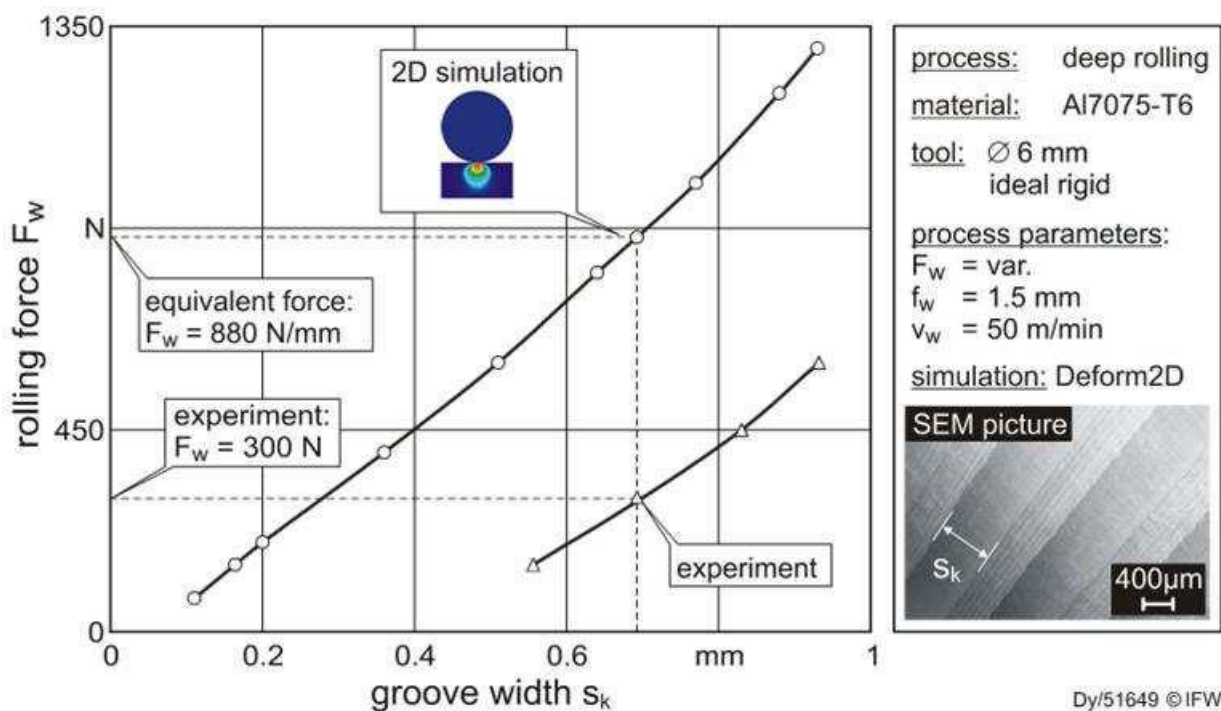 1350
N
450
0
rolling force F_w
0
0.2
0.4
0.6
mm
1
groove width s_k
2D simulation
equivalent force:
F_w = 880 N/mm
experiment:
F_w = 300 N
experiment
process: deep rolling
material: Al7075-T6
tool: ∅ 6 mm
ideal rigid
process parameters:
F_w = var.
f_w = 1.5 mm
v_w = 50 m/min
simulation: Deform2D
SEM picture
s_k
400µm
Dy/51649 © IFW